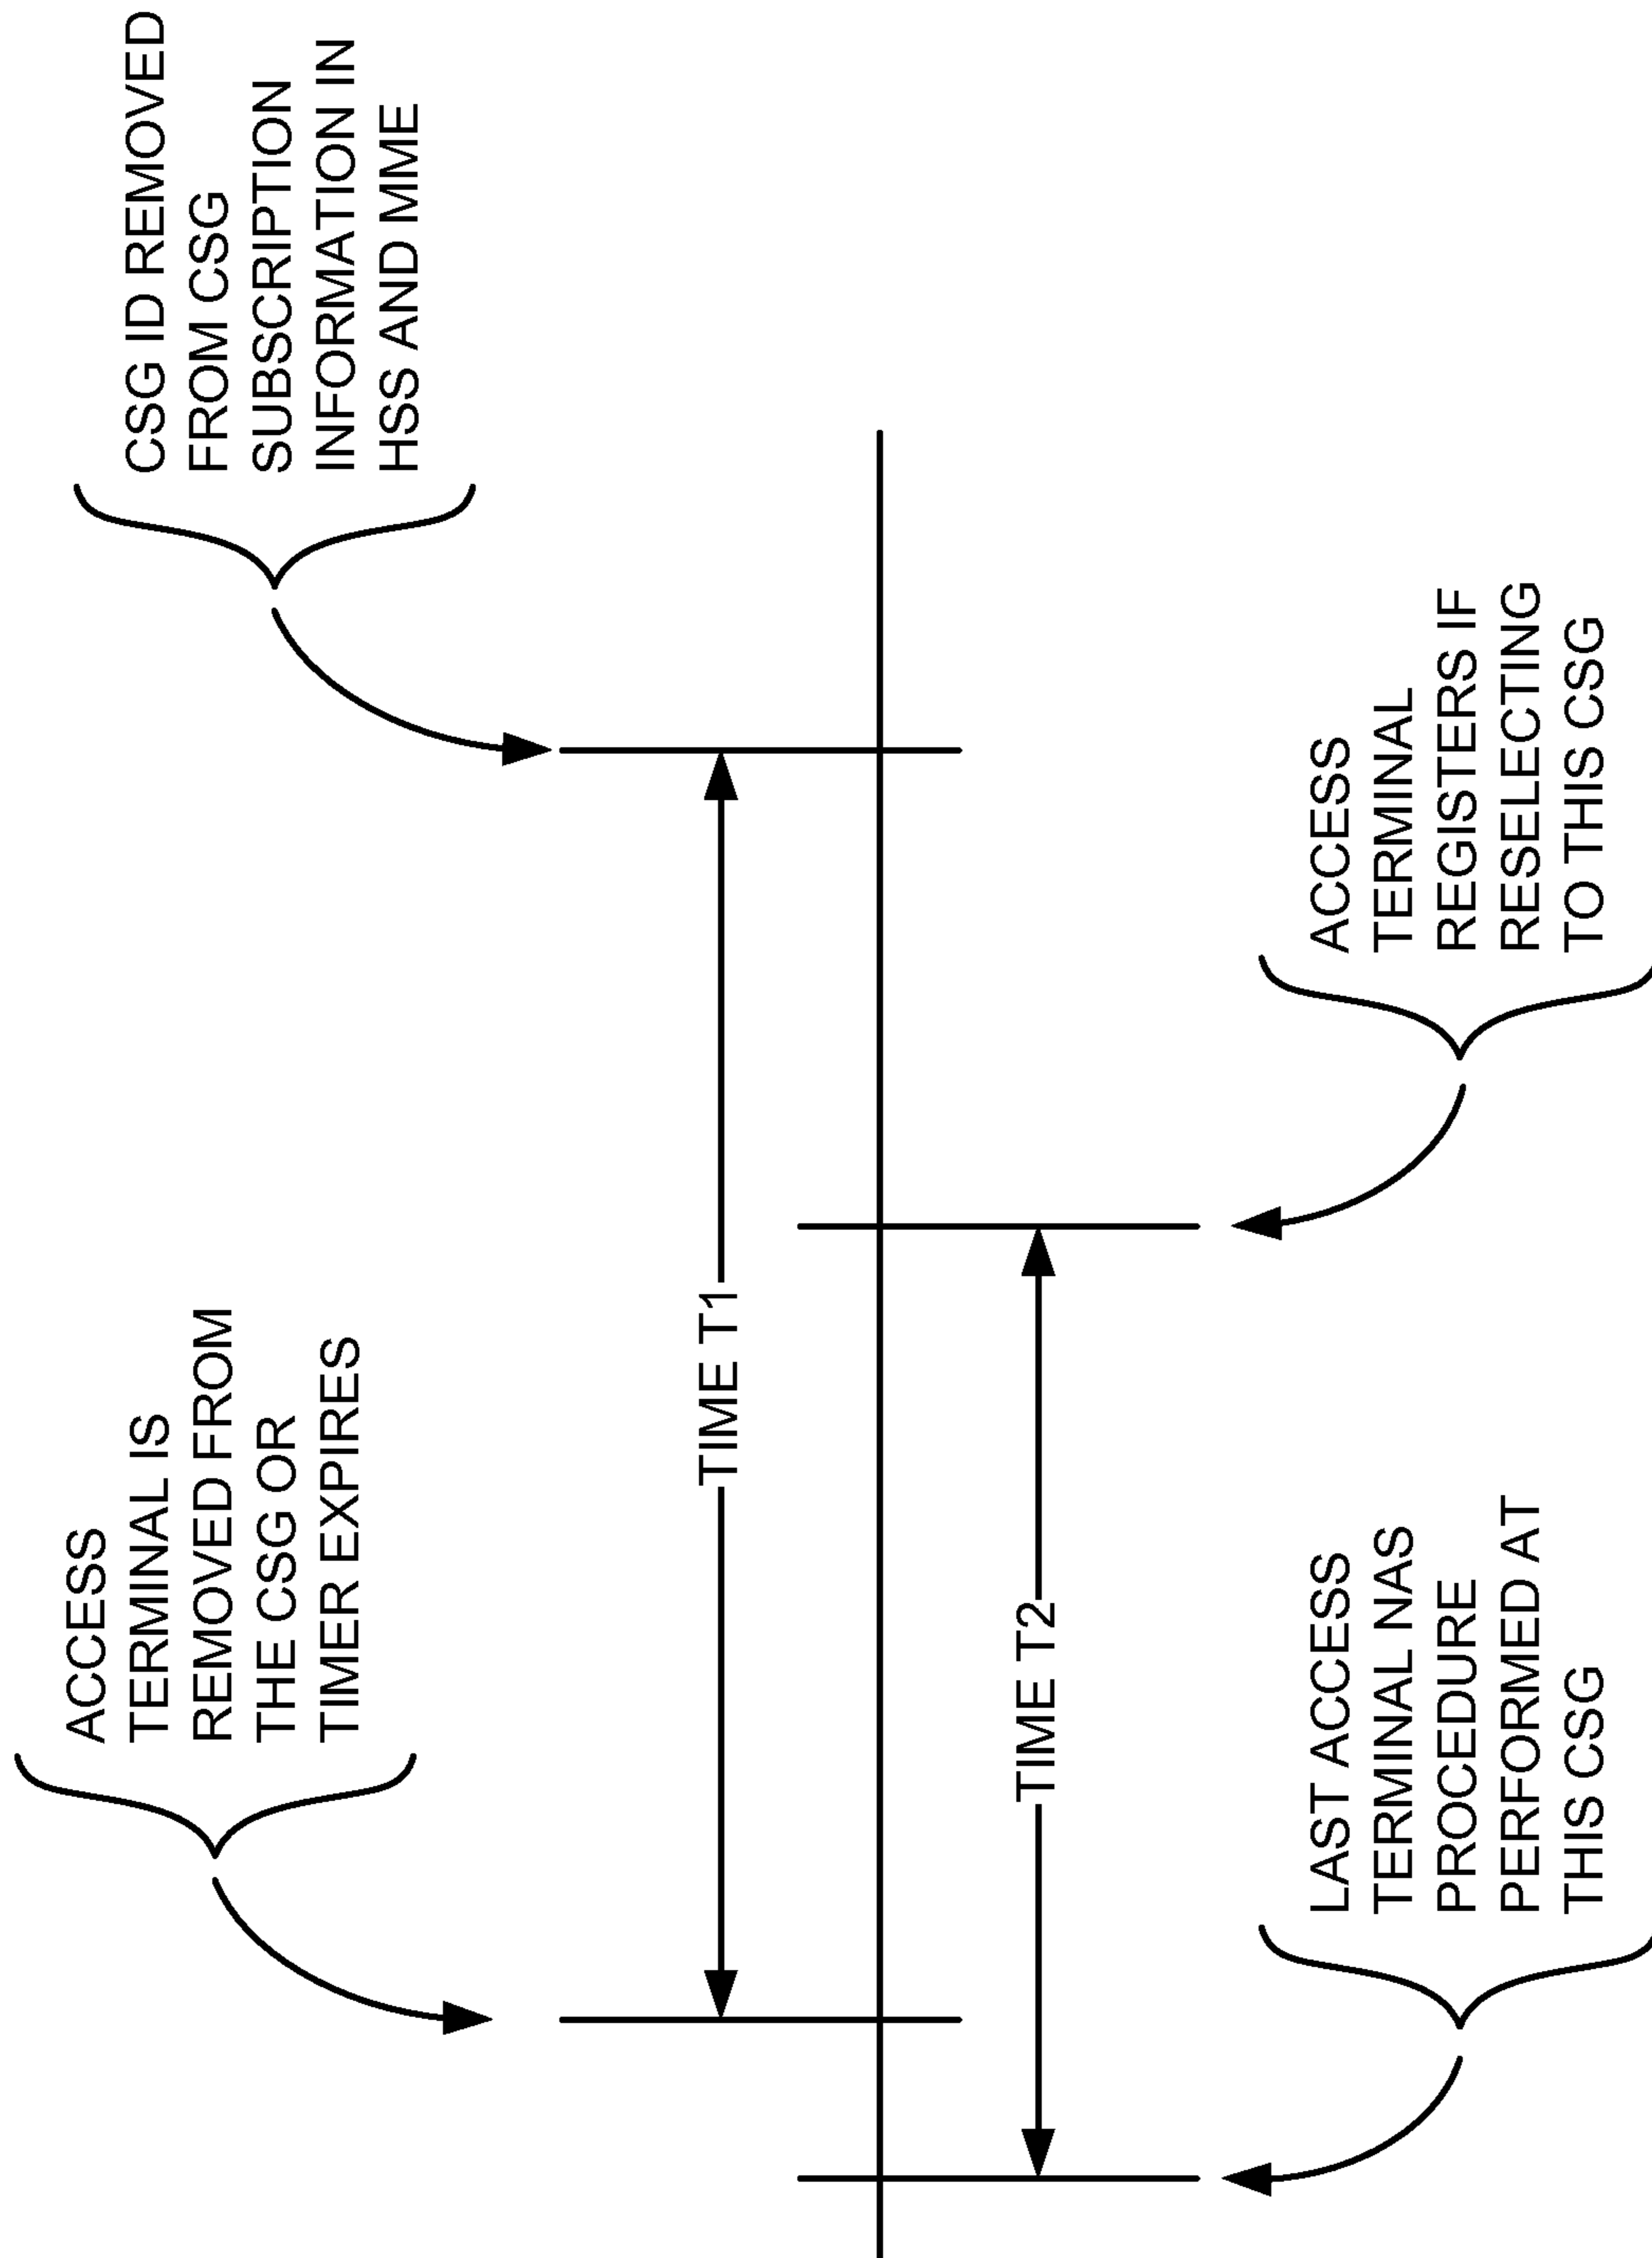 ACCESS
TERMINAL IS
REMOVED FROM
THE CSG OR
TIMER EXPIRES
CSG ID REMOVED
FROM CSG
SUBSCRIPTION
INFORMATION IN
HSS AND MME
TIME T1
TIME T2
LAST ACCESS
TERMINAL NAS
PROCEDURE
PERFORMED AT
THIS CSG
ACCESS
TERMINAL
REGISTERS IF
RESELECTING
TO THIS CSG